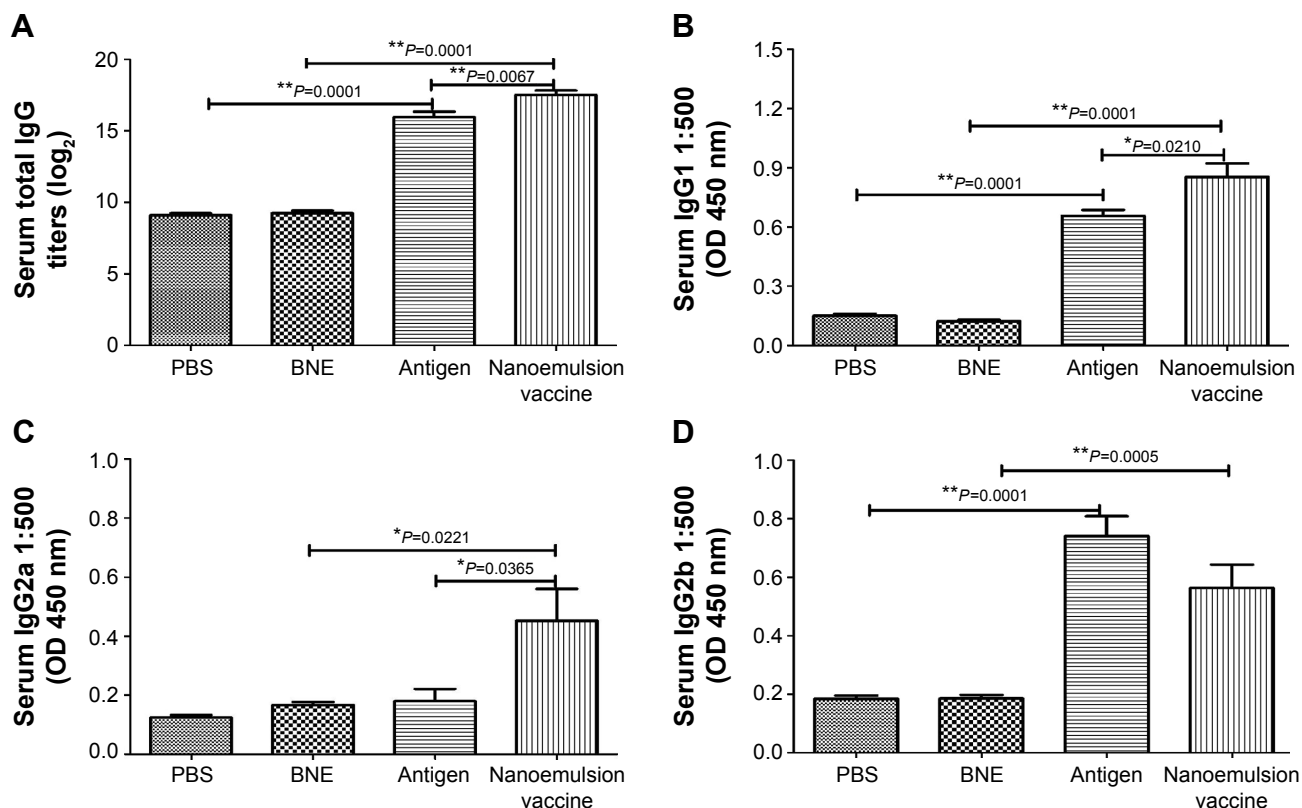 A
Serum total IgG
titers (log2)
20
15
10
5
0
**P=0.0001
**P=0.0067
**P=0.0001
PBS
BNE
Antigen
Nanoemulsion
vaccine
B
Serum IgG1 1:500
(OD 450 nm)
1.5
1.2
0.9
0.6
0.3
0.0
**P=0.0001
*P=0.0210
**P=0.0001
PBS
BNE
Antigen
Nanoemulsion
vaccine
C
Serum IgG2a 1:500
(OD 450 nm)
1.0
0.8
0.6
0.4
0.2
0.0
*P=0.0221
*P=0.0365
PBS
BNE
Antigen
Nanoemulsion
vaccine
D
Serum IgG2b 1:500
(OD 450 nm)
1.0
0.8
0.6
0.4
0.2
0.0
**P=0.0005
**P=0.0001
PBS
BNE
Antigen
Nanoemulsion
vaccine